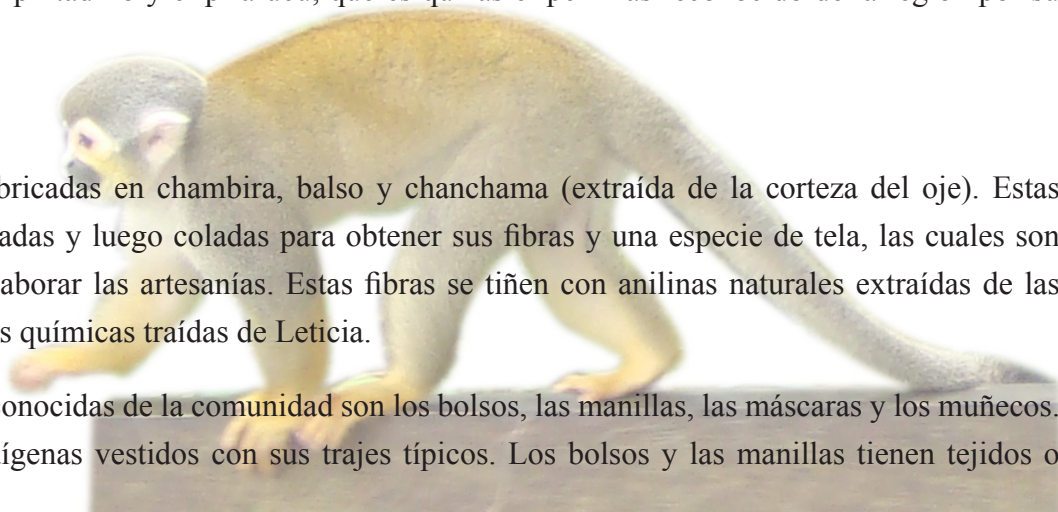 bricadas en chambira, balso y chanchama (extraída de la corteza del oje). Estas
adas y luego coladas para obtener sus fibras y una especie de tela, las cuales son
aborar las artesanías. Estas fibras se tiñen con anilinas naturales extraídas de las
s químicas traídas de Leticia.
onocidas de la comunidad son los bolsos, las manillas, las máscaras y los muñecos.
ígenas vestidos con sus trajes típicos. Los bolsos y las manillas tienen tejidos o